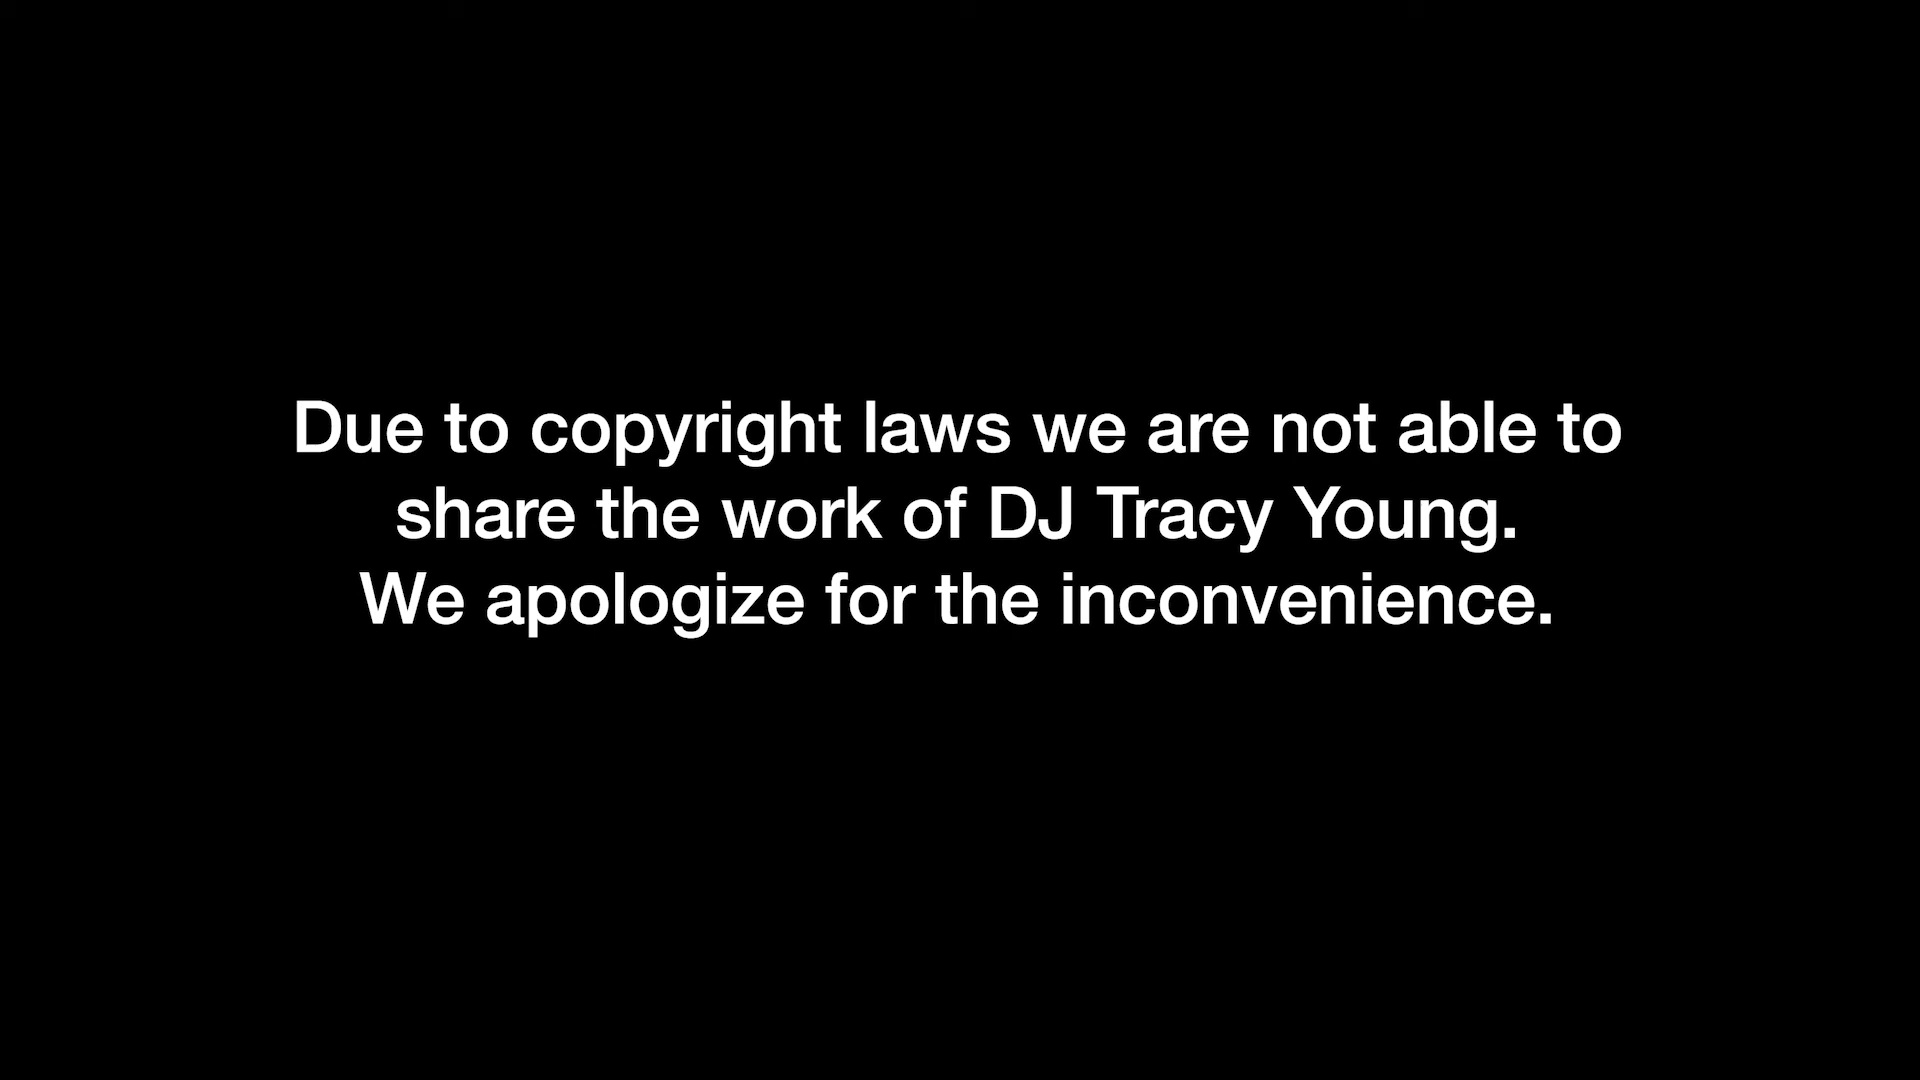 Due to copyright laws we are not able to
share the work of DJ Tracy Young.
We apologize for the inconvenience.